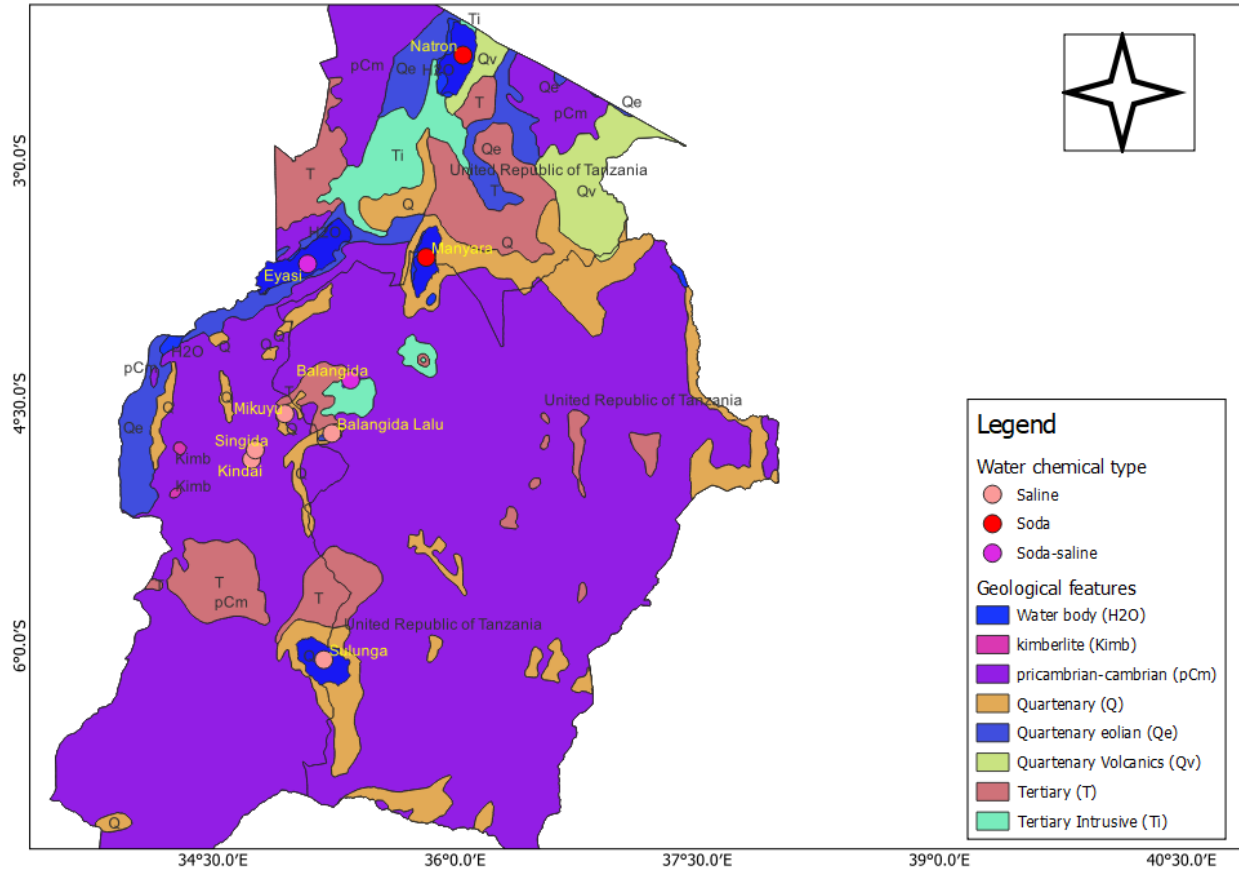 Ti
Natron
Qv
pCm
Qe
H2O
Qe
Qe
T
pCm
Qe
Ti
T
United Republic of Tanzania
T
Qv
Q
H2O
Q
Manyara
Eyasi
Q
Q
Q
H2O
pCm
Balangida
T
Q
Q
Mikuyu
United Republic of Tanzania
Qe
Balangida Lalu
Q
Singida
Kimb
Kindai
Q
Kimb
T
pCm
T
United Republic of Tanzania
Sulunga
Q
3°0.0'S
4°30.0'S
6°0.0'S
34°30.0'E
36°0.0'E
37°30.0'E
39°0.0'E
40°30.0'E
Legend
Water chemical type
Saline
Soda
Soda-saline
Geological features
Water body (H2O)
kimberlite (Kimb)
pricambrian-cambrian (pCm)
Quartenary (Q)
Quartenary eolian (Qe)
Quartenary Volcanics (Qv)
Tertiary (T)
Tertiary Intrusive (Ti)